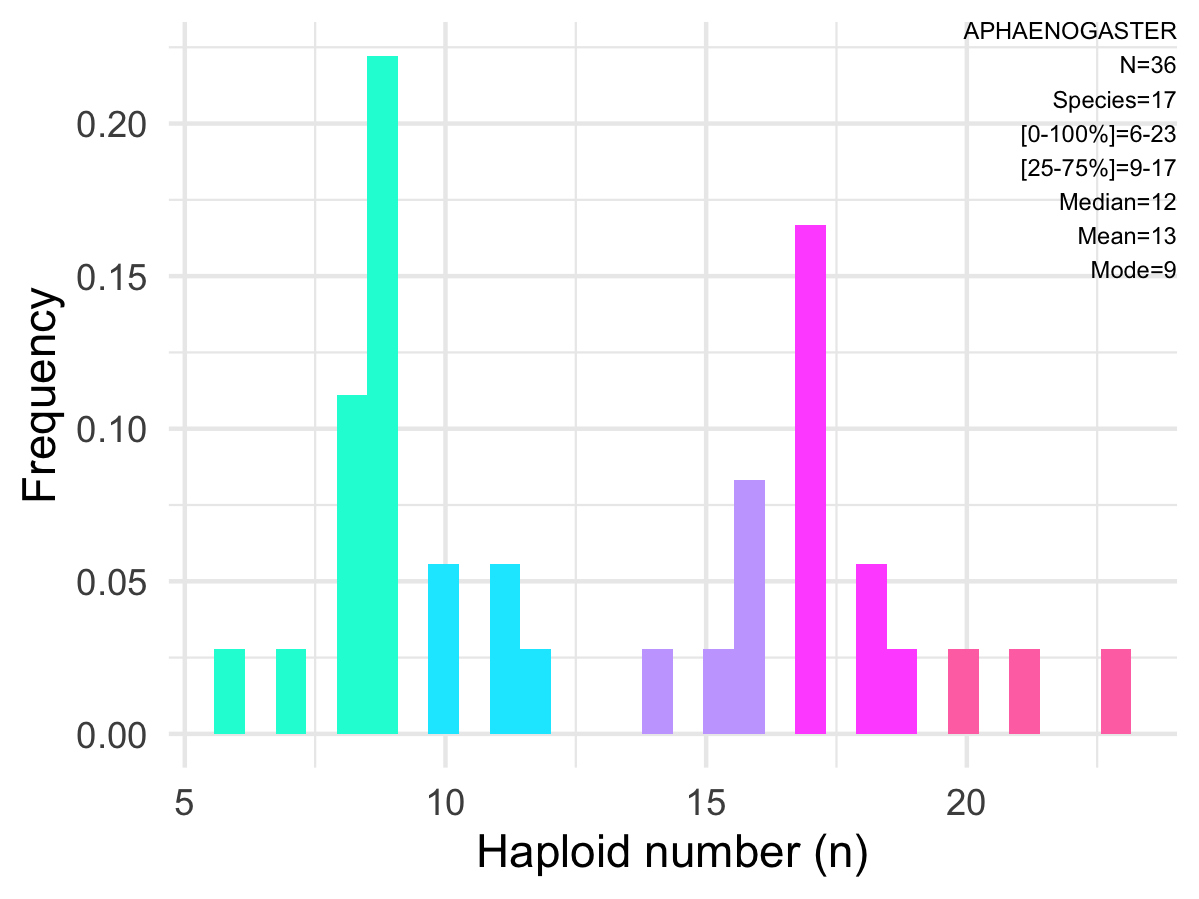 APHAENOGASTER
N=36
Species=17
[0-100%]=6-23
[25-75%]=9-17
Median=12
Mean=13
Mode=9
Frequency
0.20
0.15
0.10
0.05
0.00
5 10 15 20
Haploid number (n)